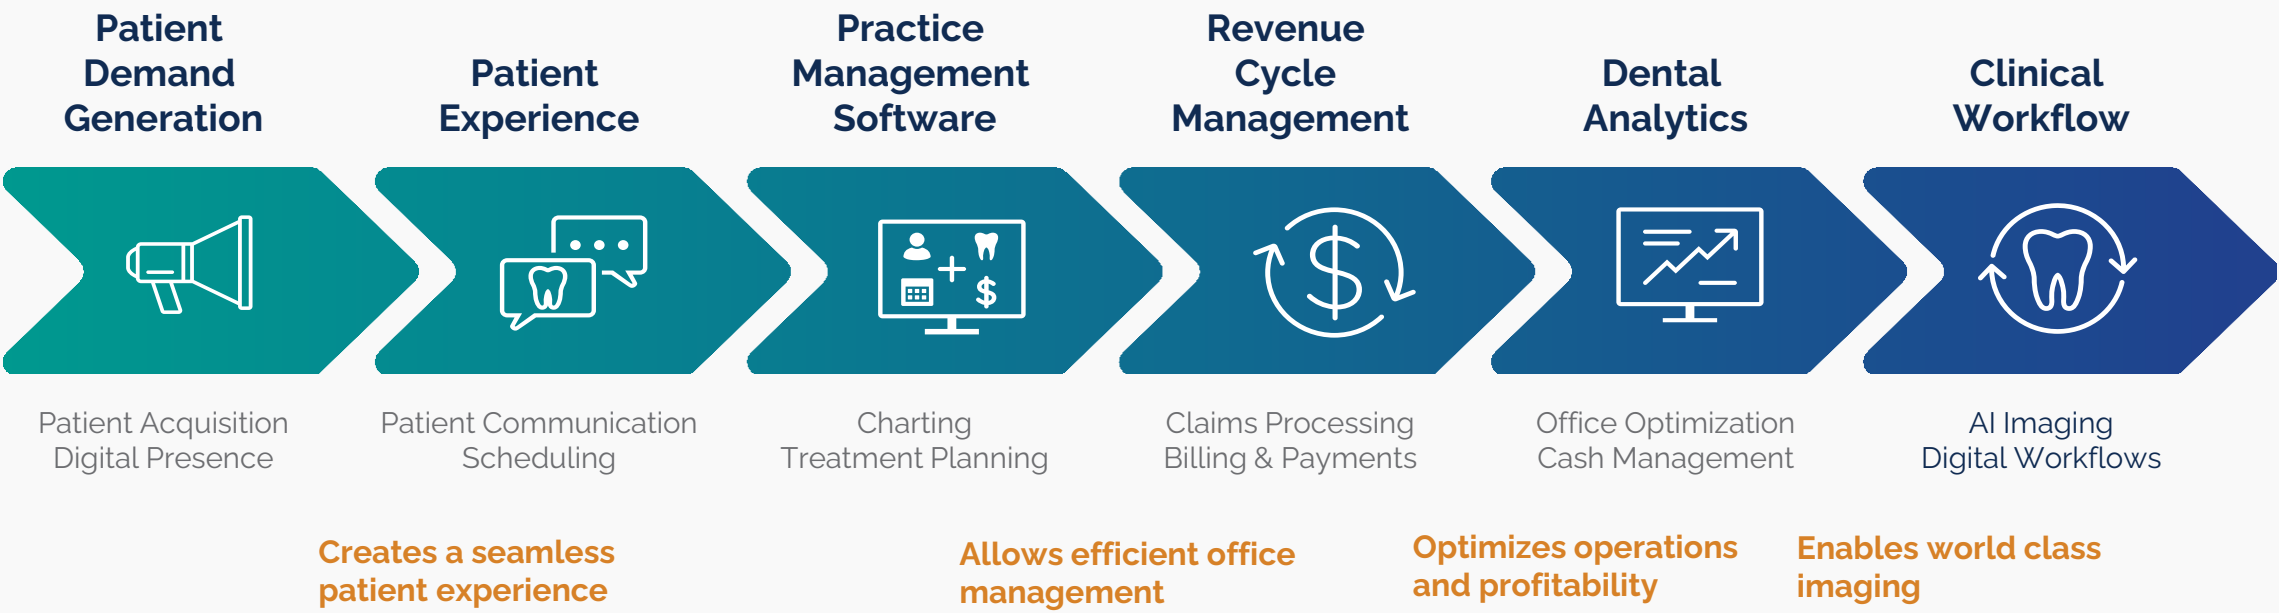 Patient
Demand
Generation
Patient
Experience
Practice
Management
Software
Revenue
Cycle
Management
Dental
Analytics
Clinical
Workflow
Patient Acquisition
Digital Presence
Patient Communication
Scheduling
Charting
Treatment Planning
Claims Processing
Billing & Payments
Office Optimization
Cash Management
AI Imaging
Digital Workflows
Creates a seamless
patient experience
Allows efficient office
management
Optimizes operations
and profitability
Enables world class
imaging